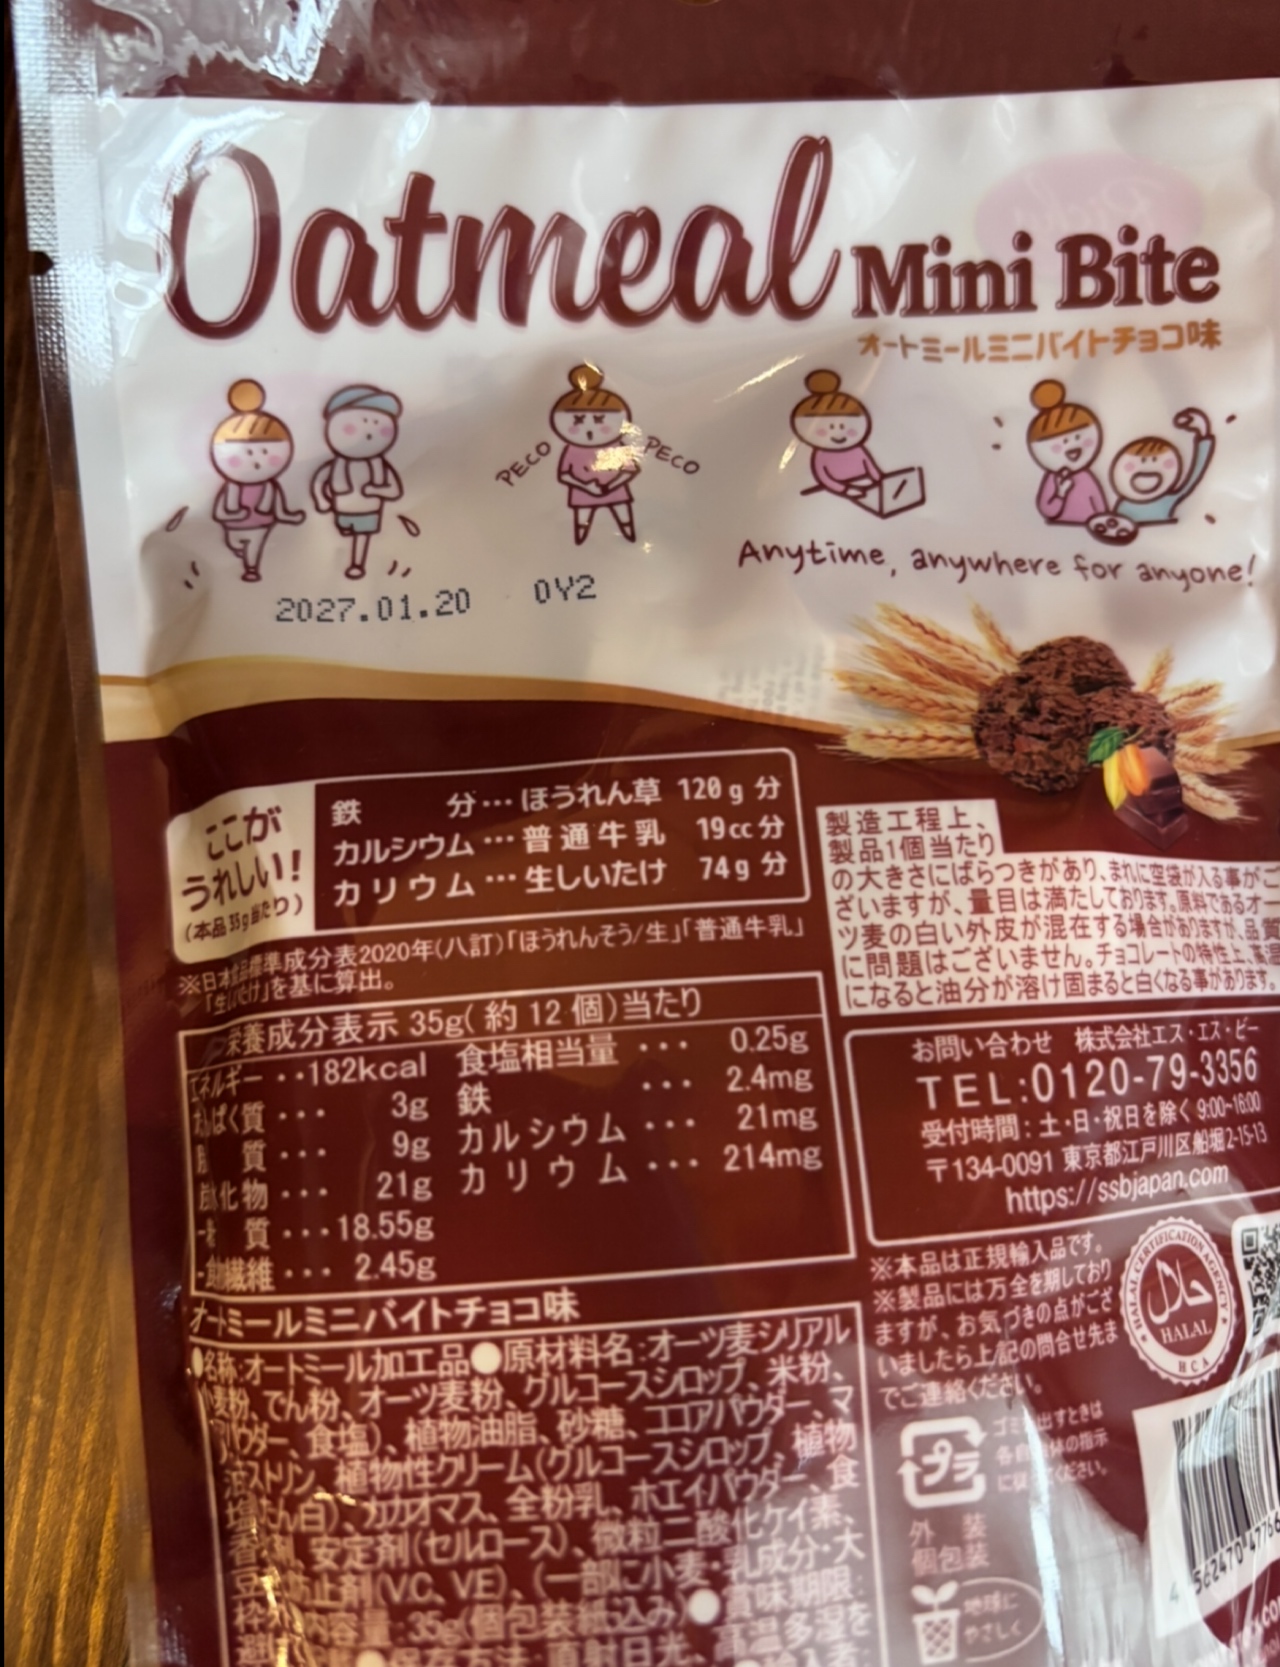 Oatmeal Mini Bite
オートミールミニバイトチョコ味
PECO PECO
Anytime, anywhere for anyone!
2027.01.20 0Y2
ここが
うれしい!
(本品35g当たり)
鉄 分…ほうれん草 120g 分
カルシウム…普通牛乳 19cc分
カリウム…生しいたけ 74g 分
※日本食品標準成分表2020年(八訂)「ほうれんそう/生」「普通牛乳」
「生しいたけ」を基に算出。
栄養成分表示 35g(約12個)当たり
エネルギー‥182kcal 食塩相当量 … 0.25g
たんぱく質… 3g 鉄 … 2.4mg
質… 9g カルシウム… 21mg
炭水化物… 21g カリウム… 214mg
質…18.55g
繊維… 2.45g
製造工程上、
製品1個当たり
の大きさにばらつきがあり、まれに空袋が入る事がご
ざいますが、量目は満たしております。原料であるオー
ツ麦の白い外皮が混在する場合がありますが、品質
に問題はございません。チョコレートの特性上、高温
になると油分が溶け固まると白くなる事があります。
お問い合わせ 株式会社エス・エス・ビー
TEL:0120-79-3356
受付時間:土・日・祝日を除く9:00~16:00
〒134-0091 東京都江戸川区船堀2-15-13
https://ssbjapan.com
※本品は正規輸入品です。
※製品には万全を期しており
ますが、お気づきの点がござ
いましたら上記の問合せ先ま
でご連絡ください。
HALAL CERTIFICATION AGENCY
حلال
HALAL
HCA
オートミールミニバイトチョコ味
●名称:オートミール加工品●原材料名:オーツ麦シリアル
小麦粉、でん粉、オーツ麦粉、グルコースシロップ、米粉、
パウダー、食塩)、植物油脂、砂糖、ココアパウダー、マ
ストリン、植物性クリーム(グルコースシロップ、植物
たん白)、カカオマス、全粉乳、ホエイパウダー、食
安定剤(セルロース)、微粒二酸化ケイ素、
防止剤(V.C、V.E)、(一部に小麦・乳成分・大
内容量:35g(個包装紙込み)●賞味期限:
保存方法:直射日光、高温多湿を
プラ
ゴミ出すときは
の指示
ください。
外 装
個包装
地球に
やさしく